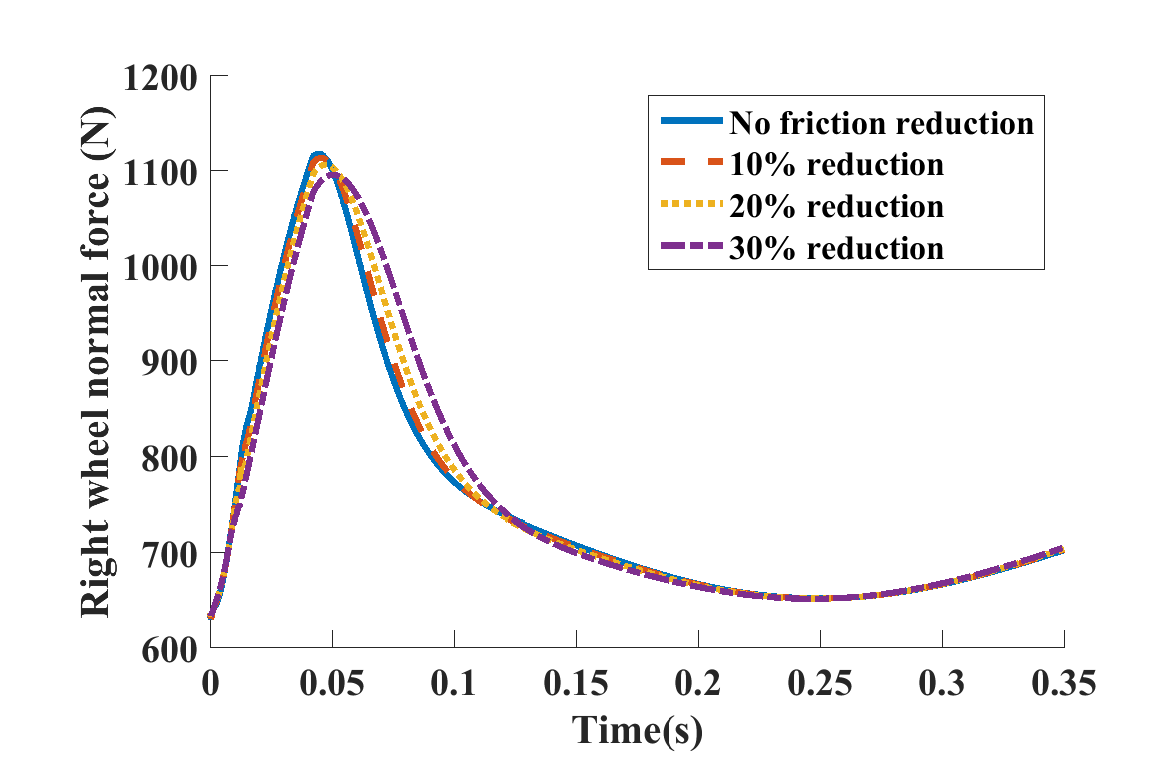 1200
1100
1000
900
800
700
600
Right wheel normal force (N)
No friction reduction
10% reduction
20% reduction
30% reduction
0 0.05 0.1 0.15 0.2 0.25 0.3 0.35
Time(s)